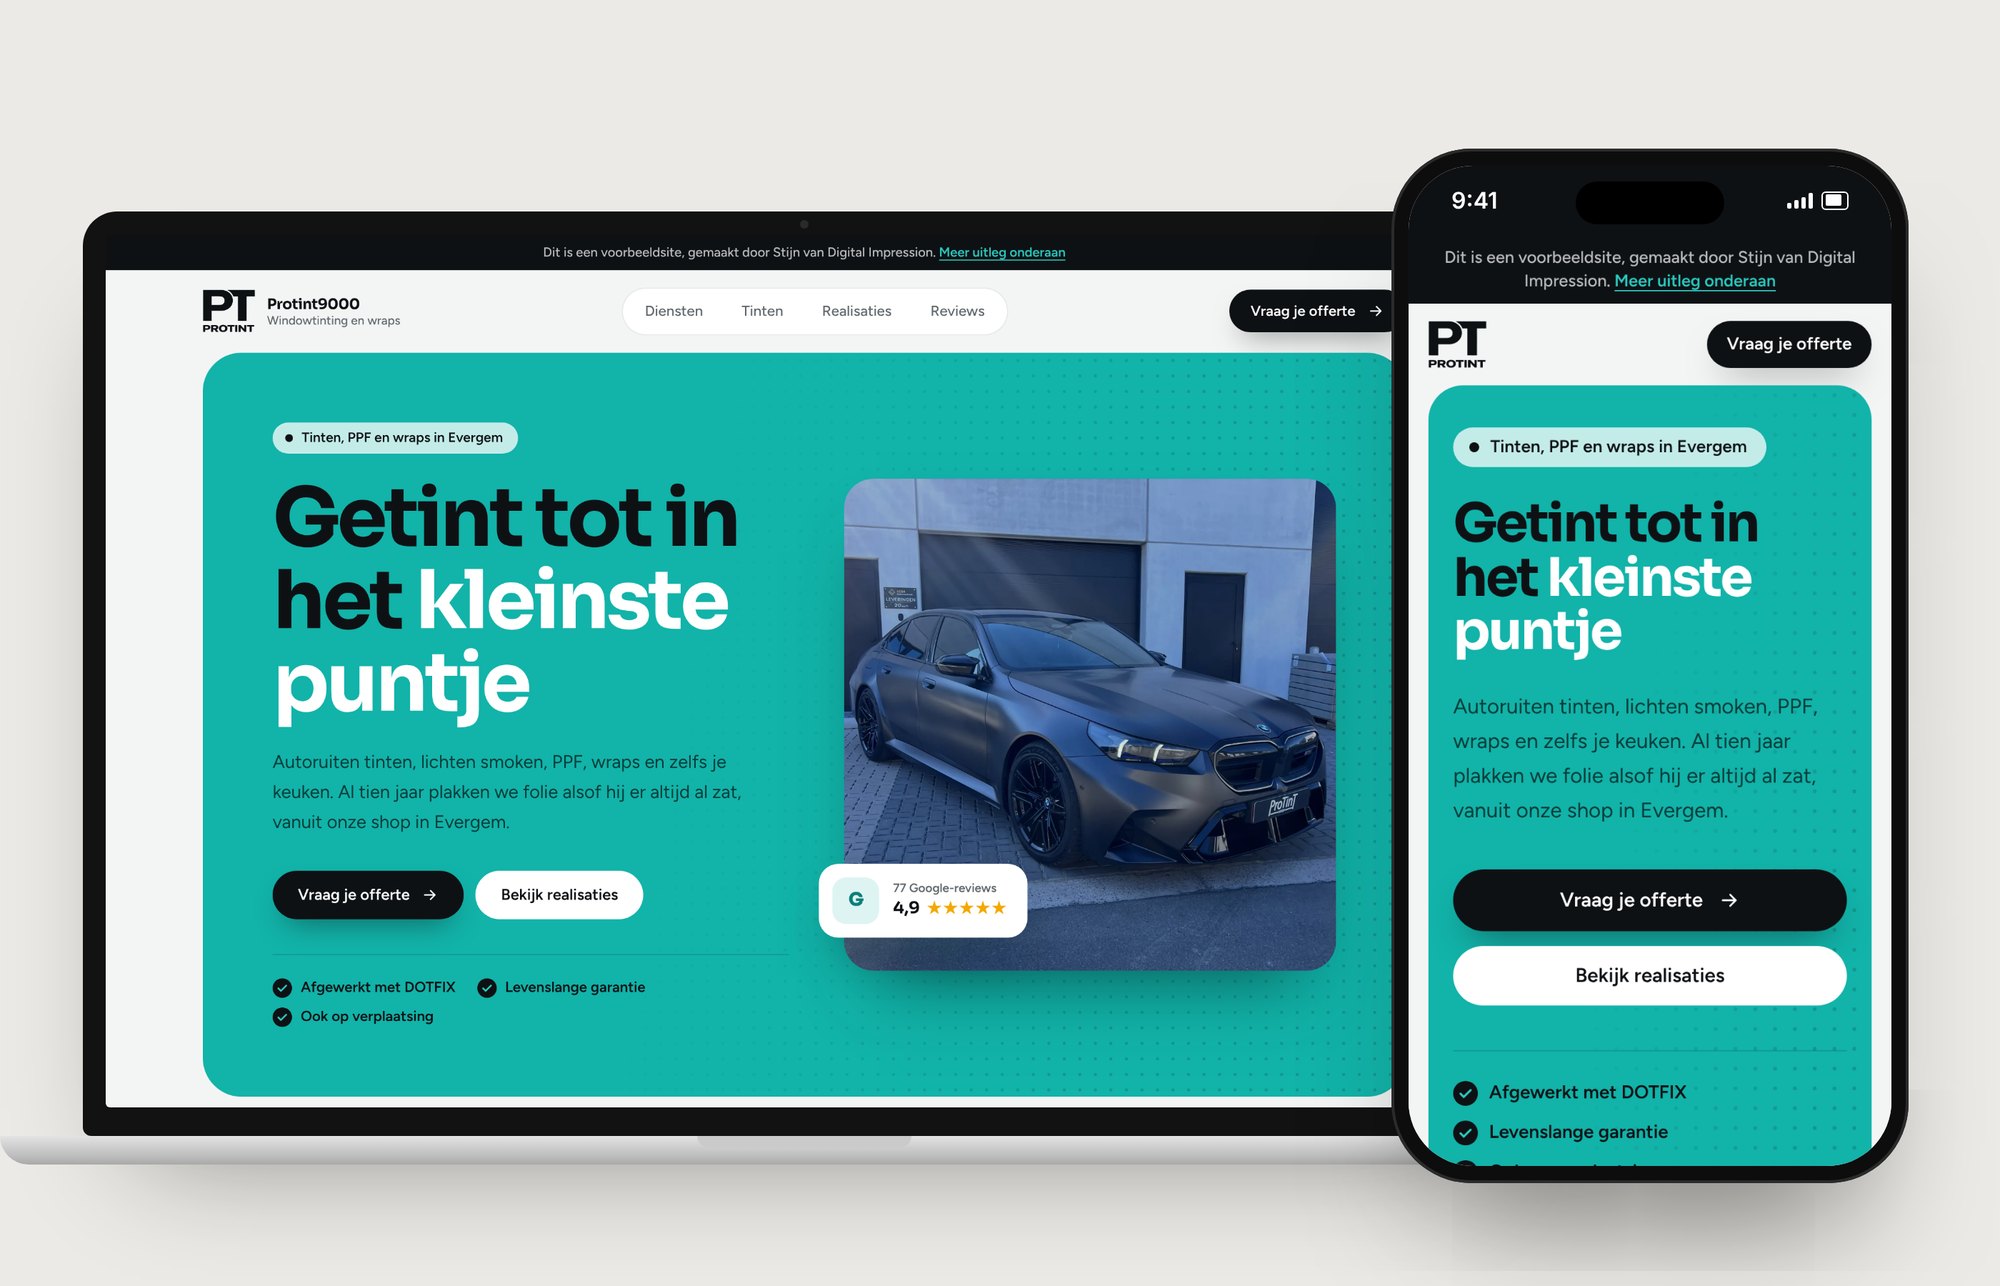 Dit is een voorbeeldsite, gemaakt door Stijn van Digital Impression. Meer uitleg onderaan
PT
PROTINT
Protint9000
Windowtinting en wraps
Diensten
Tinten
Realisaties
Reviews
Vraag je offerte →
Tinten, PPF en wraps in Evergem
Getint tot in
het kleinste
puntje
Autoruiten tinten, lichten smoken, PPF, wraps en zelfs je
keuken. Al tien jaar plakken we folie alsof hij er altijd al zat,
vanuit onze shop in Evergem.
Vraag je offerte →
Bekijk realisaties
Afgewerkt met DOTFIX
Levenslange garantie
Ook op verplaatsing
LEVERINGEN
ProTinT
G
77 Google-reviews
4,9 ★★★★★
9:41
Dit is een voorbeeldsite, gemaakt door Stijn van Digital
Impression. Meer uitleg onderaan
PT
PROTINT
Vraag je offerte
Tinten, PPF en wraps in Evergem
Getint tot in
het kleinste
puntje
Autoruiten tinten, lichten smoken, PPF,
wraps en zelfs je keuken. Al tien jaar
plakken we folie alsof hij er altijd al zat,
vanuit onze shop in Evergem.
Vraag je offerte →
Bekijk realisaties
Afgewerkt met DOTFIX
Levenslange garantie